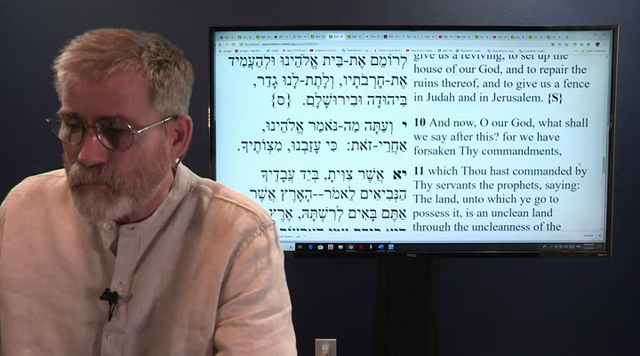 לְרוֹמֵם אֶת-בֵּית אֱלֹהֵינוּ וּלְהַעֲמִיד
אֶת-חָרְבֹתָיו, וְלָתֶת-לָנוּ גָדֵר,
בִּיהוּדָה וּבִירוּשָׁלִָם. {ס}
give us a reviving, to set up the
house of our God, and to repair the
ruins thereof, and to give us a fence
in Judah and in Jerusalem. {S}
י וְעַתָּה מַה-נֹּאמַר אֱלֹהֵינוּ,
אַחֲרֵי-זֹאת: כִּי עָזַבְנוּ, מִצְוֺתֶיךָ.
10 And now, O our God, what shall
we say after this? for we have
forsaken Thy commandments,
יא אֲשֶׁר צִוִּיתָ, בְּיַד עֲבָדֶיךָ
הַנְּבִיאִים לֵאמֹר--הָאָרֶץ אֲשֶׁר
אַתֶּם בָּאִים לְרִשְׁתָּהּ, אֶרֶץ
11 which Thou hast commanded by
Thy servants the prophets, saying:
The land, unto which ye go to
possess it, is an unclean land
through the uncleanness of the
TCL